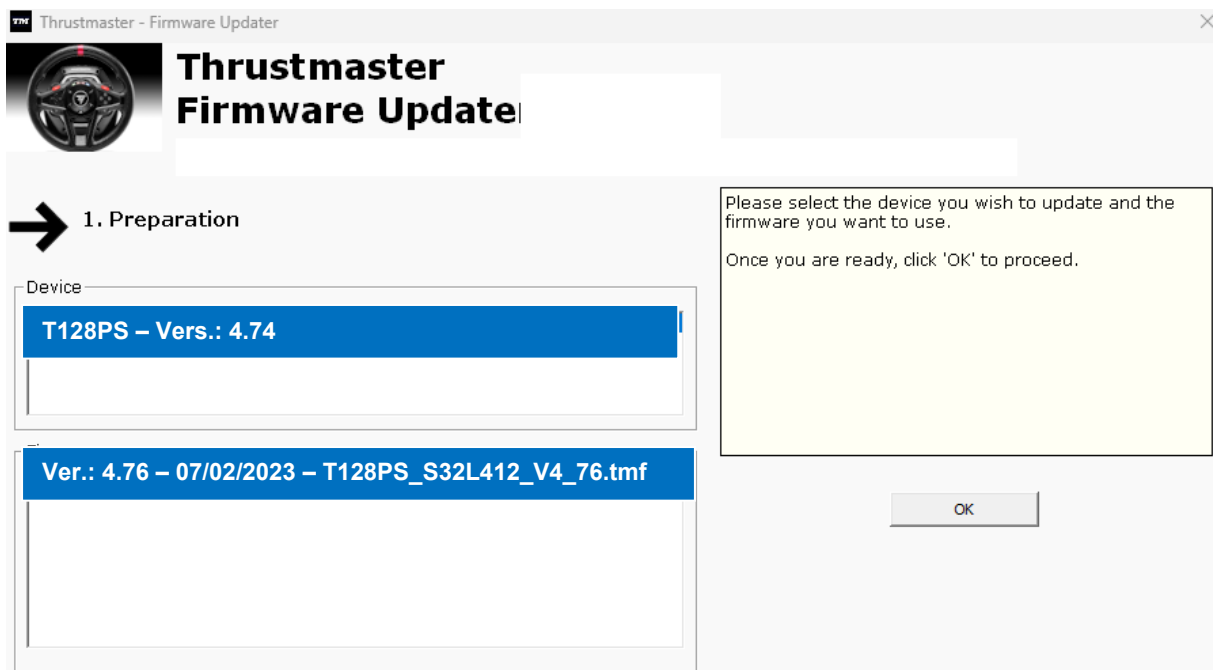 Thrustmaster - Firmware Updater
Thrustmaster
Firmware Update
1. Preparation
Please select the device you wish to update and the
firmware you want to use.
Once you are ready, click 'OK' to proceed.
Device
T128PS – Vers.: 4.74
Ver.: 4.76 – 07/02/2023 – T128PS_S32L412_V4_76.tmf
OK